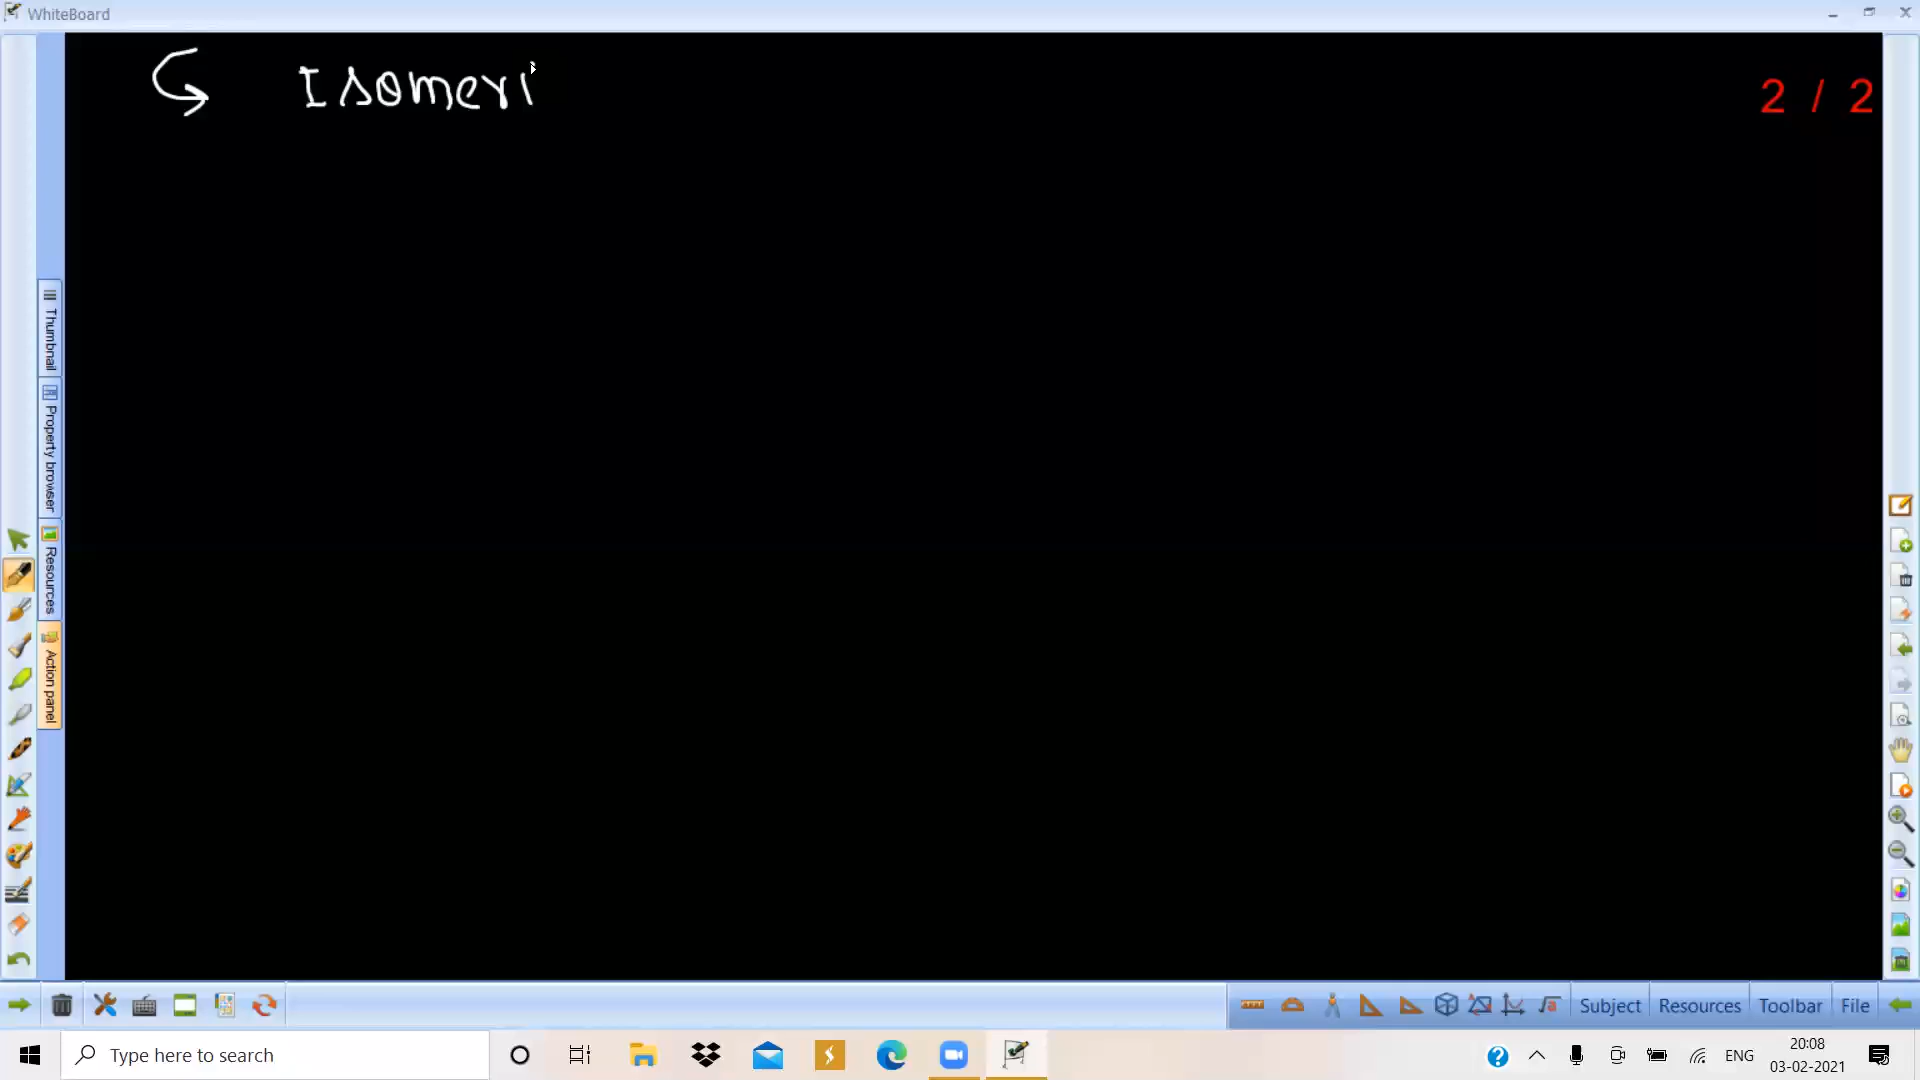 WhiteBoard
Isomeri
2 / 2
Thumbnail
Property browser
Resources
Action panel
Subject
Resources
Toolbar
File
Type here to search
ENG
20:08
03-02-2021